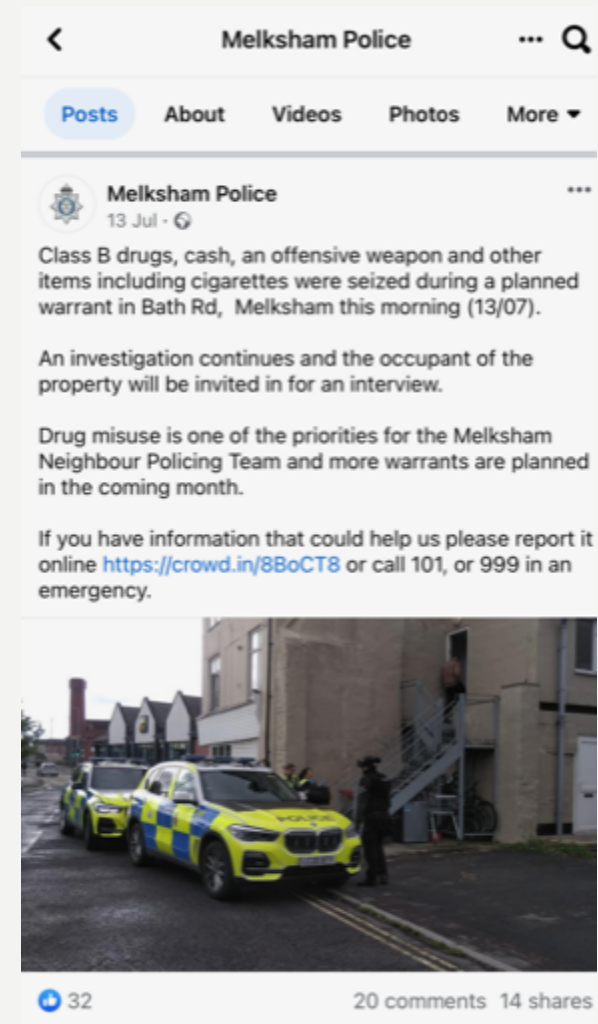 Melksham Police
Posts About Videos Photos More
Melksham Police
13 Jul ·
Class B drugs, cash, an offensive weapon and other
items including cigarettes were seized during a planned
warrant in Bath Rd,  Melksham this morning (13/07).
An investigation continues and the occupant of the
property will be invited in for an interview.
Drug misuse is one of the priorities for the Melksham
Neighbour Policing Team and more warrants are planned
in the coming month.
If you have information that could help us please report it
online https://crowd.in/8BoCT8 or call 101, or 999 in an
emergency.
POLICE
32 20 comments 14 shares